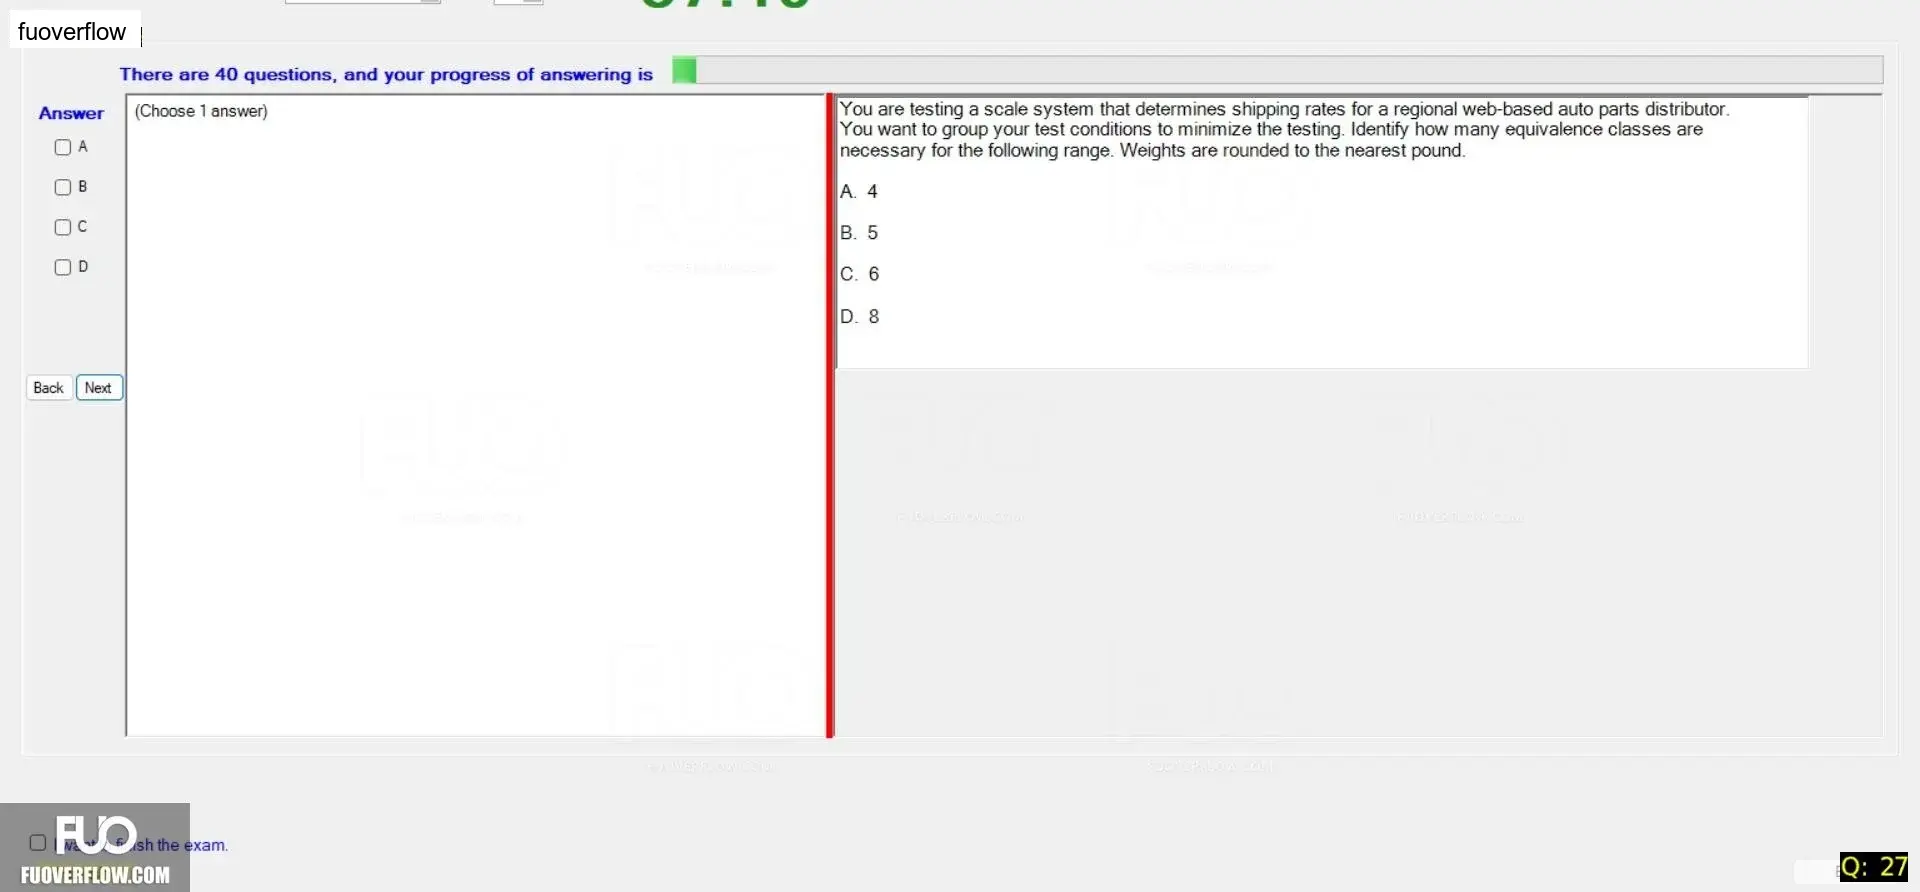 fuoverflow
There are 40 questions, and your progress of answering is
Answer
(Choose 1 answer)
A
B
C
D
Back Next
You are testing a scale system that determines shipping rates for a regional web-based auto parts distributor.
You want to group your test conditions to minimize the testing. Identify how many equivalence classes are
necessary for the following range. Weights are rounded to the nearest pound.
A. 4
B. 5
C. 6
D. 8
FUO
the exam.
FUOVERFLOW.COM
Q: 27